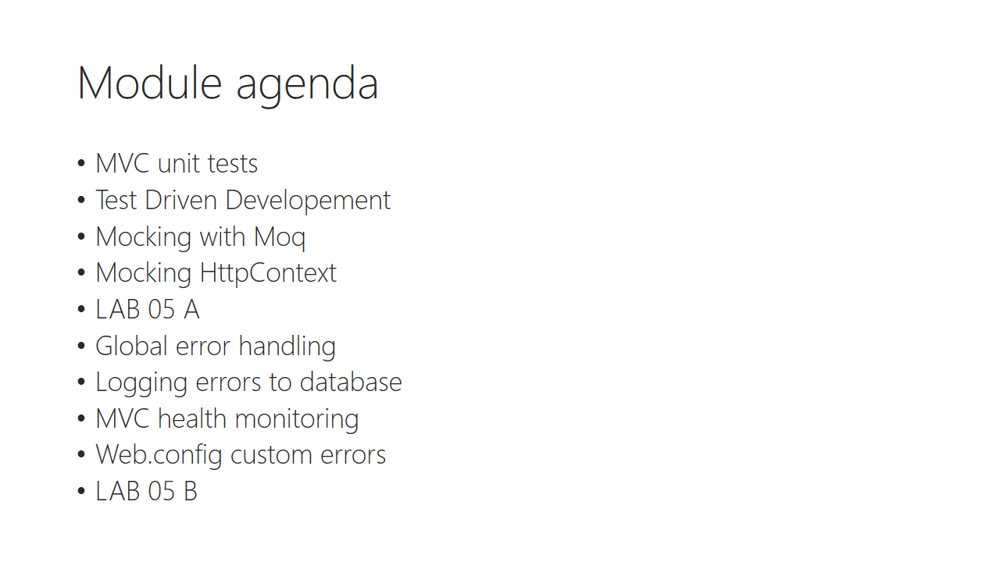 Module agenda
• MVC unit tests
• Test Driven Developement
• Mocking with Moq
• Mocking HttpContext
• LAB 05 A
• Global error handling
• Logging errors to database
• MVC health monitoring
• Web.config custom errors
• LAB 05 B